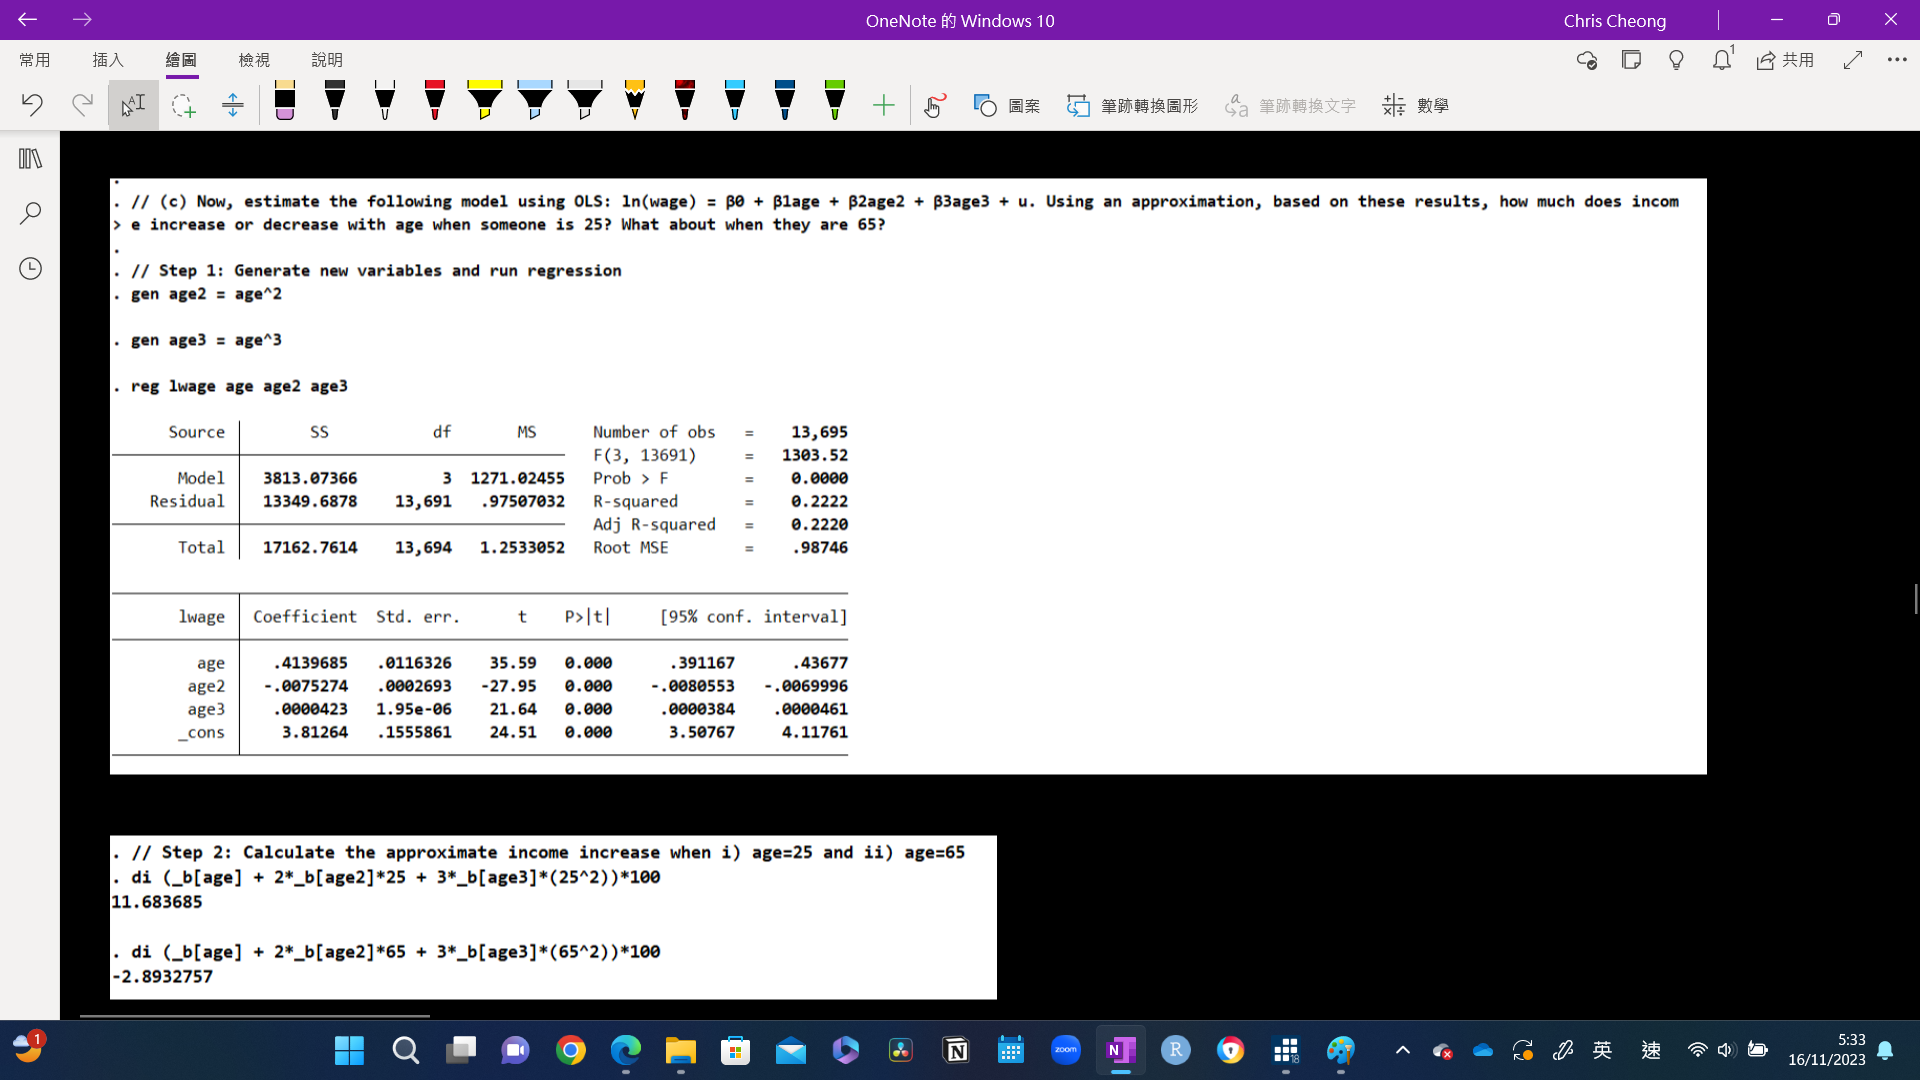 OneNote 的 Windows 10
Chris Cheong
常用 插入 繪圖 檢視 說明
1
共用
圖案 筆跡轉換圖形 筆跡轉換文字 數學
.
. // (c) Now, estimate the following model using OLS: ln(wage) = β0 + β1age + β2age2 + β3age3 + u. Using an approximation, based on these results, how much does incom
> e increase or decrease with age when someone is 25? What about when they are 65?
.
. // Step 1: Generate new variables and run regression
. gen age2 = age^2
. gen age3 = age^3
. reg lwage age age2 age3
Source SS df MS Number of obs = 13,695
F(3, 13691) = 1303.52
Model 3813.07366 3 1271.02455 Prob > F = 0.0000
Residual 13349.6878 13,691 .97507032 R-squared = 0.2222
Adj R-squared = 0.2220
Total 17162.7614 13,694 1.2533052 Root MSE = .98746
lwage Coefficient Std. err. t P>|t| [95% conf. interval]
age .4139685 .0116326 35.59 0.000 .391167 .43677
age2 -.0075274 .0002693 -27.95 0.000 -.0080553 -.0069996
age3 .0000423 1.95e-06 21.64 0.000 .0000384 .0000461
_cons 3.81264 .1555861 24.51 0.000 3.50767 4.11761
. // Step 2: Calculate the approximate income increase when i) age=25 and ii) age=65
. di (_b[age] + 2*_b[age2]*25 + 3*_b[age3]*(25^2))*100
11.683685
. di (_b[age] + 2*_b[age2]*65 + 3*_b[age3]*(65^2))*100
-2.8932757
1
zoom
N
R
18
英
速
5:33
16/11/2023